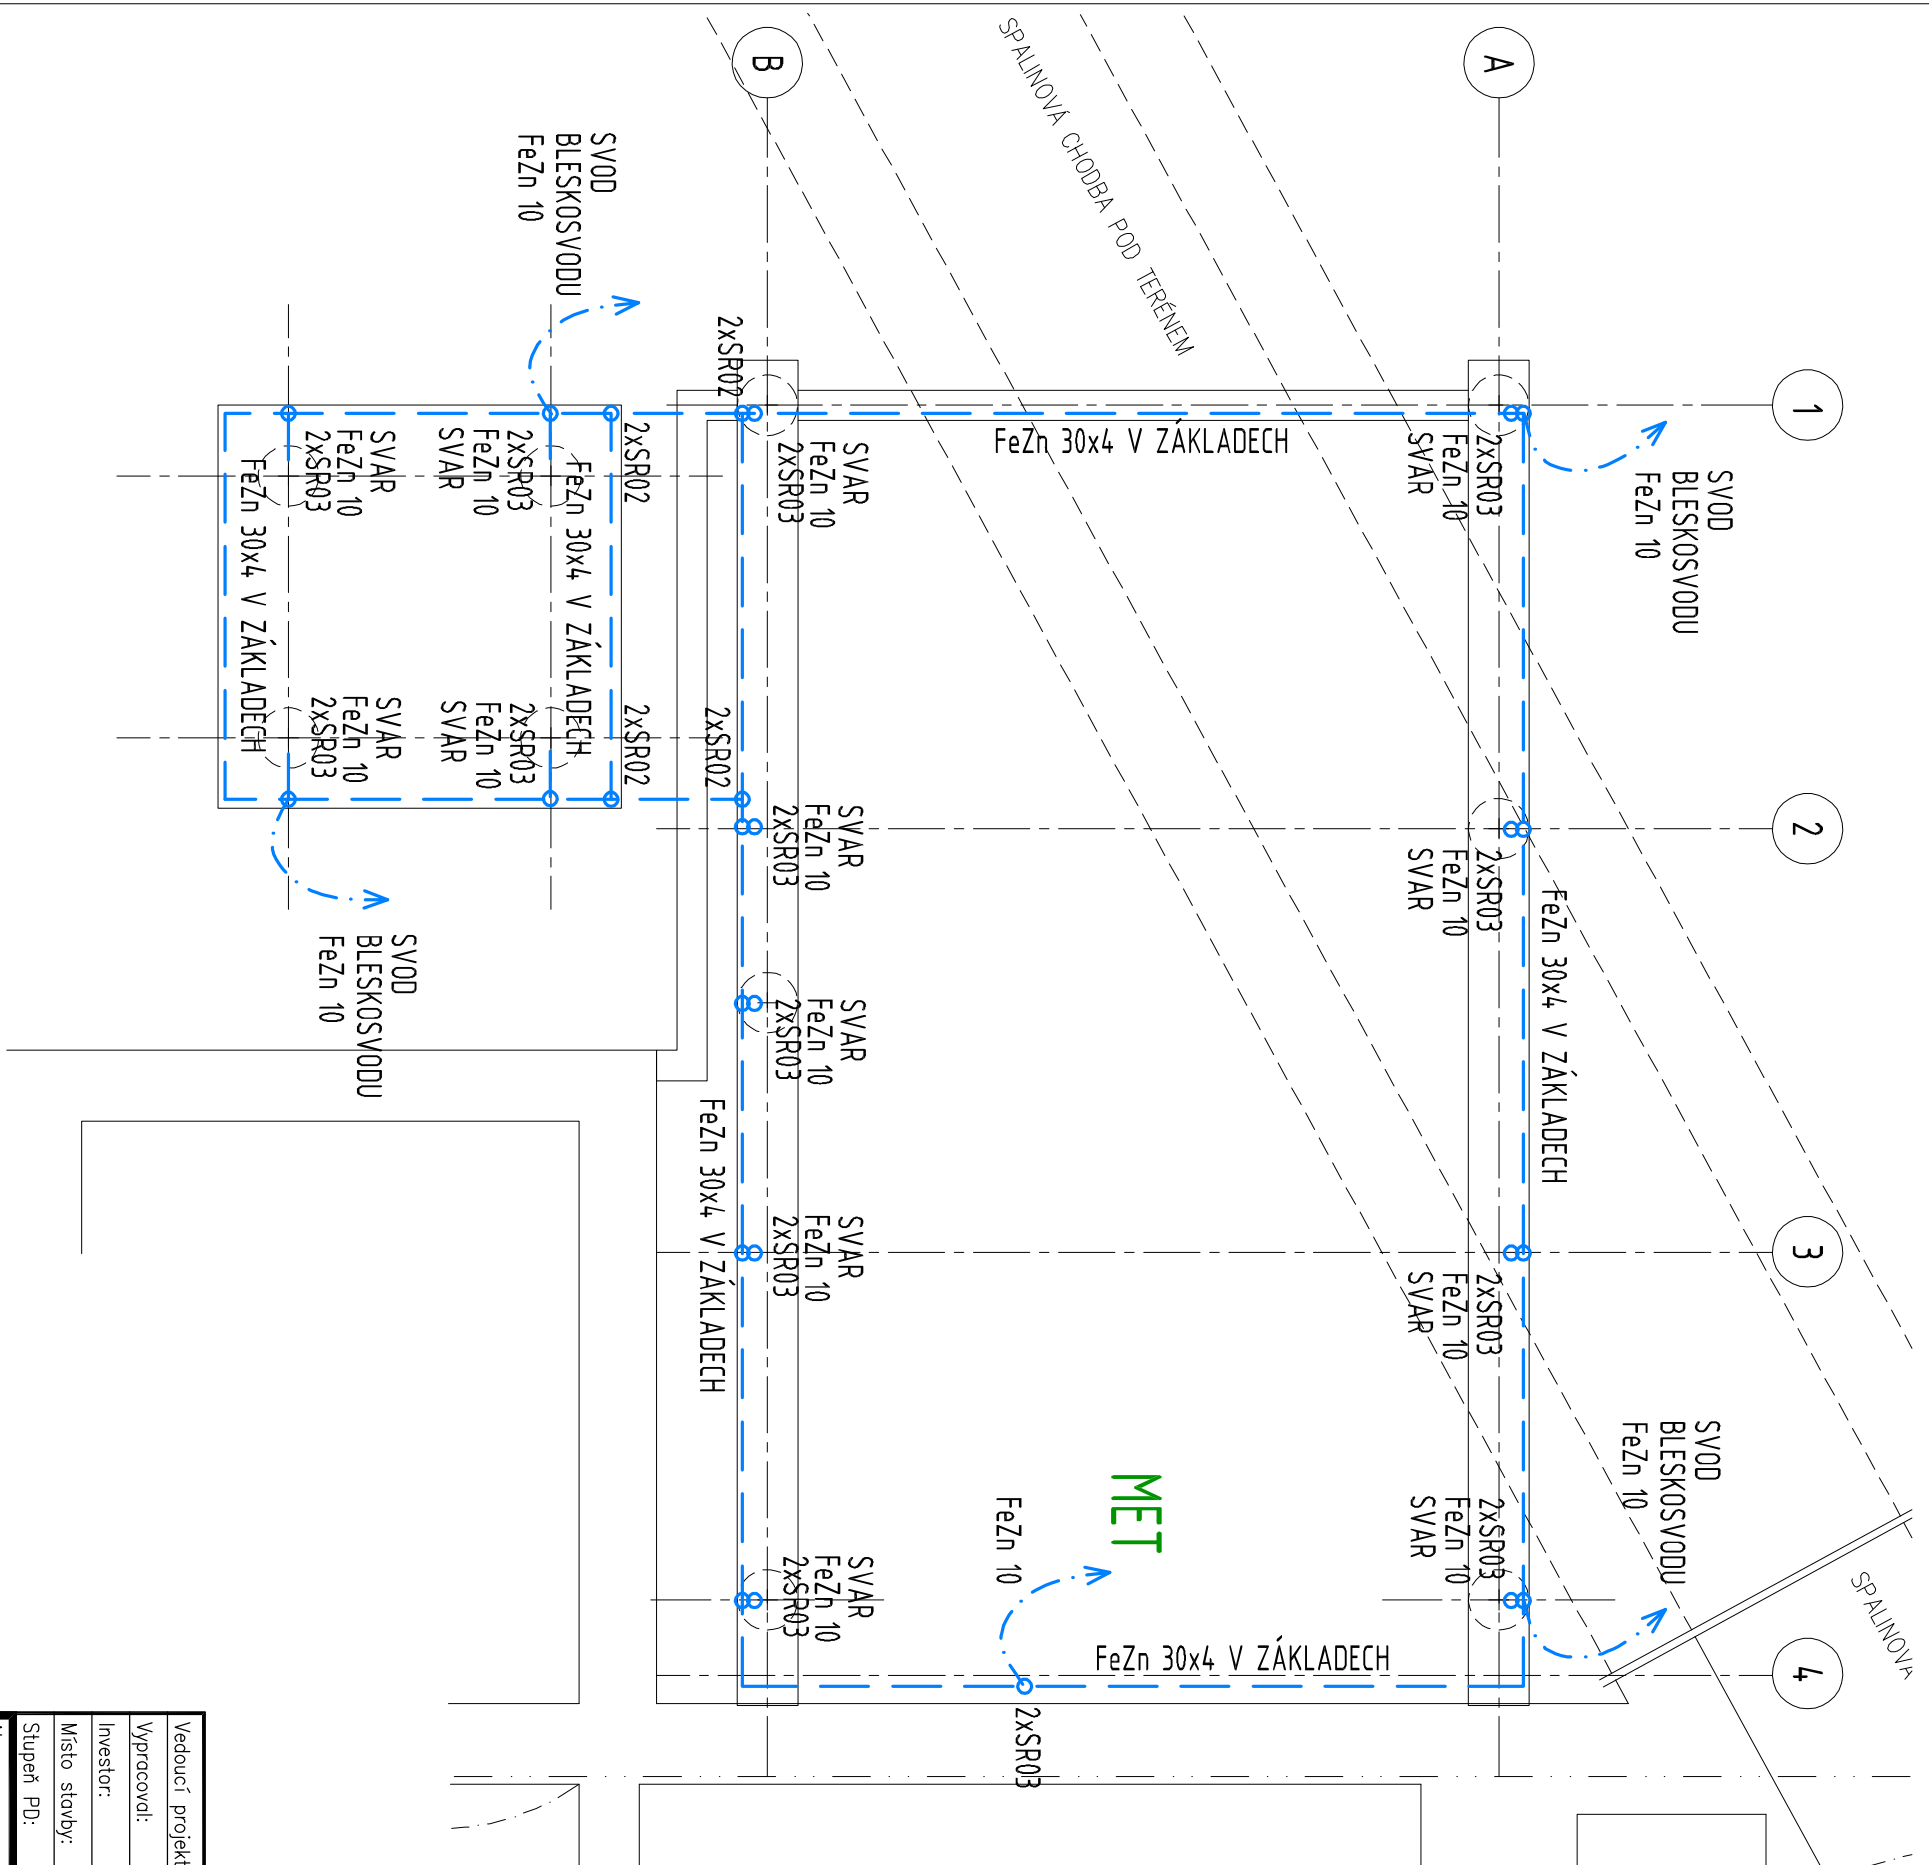 A
B
1
2
3
4
SPALINOVÁ CHODBA POD TERÉNEM
SPALINOVÁ
SVOD
BLESKOSVODU
FeZn 10
SVOD
BLESKOSVODU
FeZn 10
SVOD
BLESKOSVODU
FeZn 10
SVOD
BLESKOSVODU
FeZn 10
2xSR03
FeZn 10
SVAR
2xSR03
FeZn 10
SVAR
2xSR03
FeZn 10
SVAR
2xSR03
FeZn 10
SVAR
FeZn 30x4 V ZÁKLADECH
FeZn 30x4 V ZÁKLADECH
FeZn 30x4 V ZÁKLADECH
MET
FeZn 10
2xSR03
SVAR
FeZn 10
2xSR03
SVAR
FeZn 10
2xSR03
SVAR
FeZn 10
2xSR03
SVAR
FeZn 10
2xSR03
SVAR
FeZn 10
2xSR03
2xSR02
2xSR02
FeZn 30x4 V ZÁKLADECH
2xSR02
2xSR02
FeZn 30x4 V ZÁKLADECH
2xSR03
FeZn 10
SVAR
2xSR03
FeZn 10
SVAR
SVAR
FeZn 10
2xSR03
SVAR
FeZn 10
2xSR03
FeZn 30x4 V ZÁKLADECH
Vedoucí projekt
Vypracoval:
Investor:
Místo stavby:
Stupeň PD: